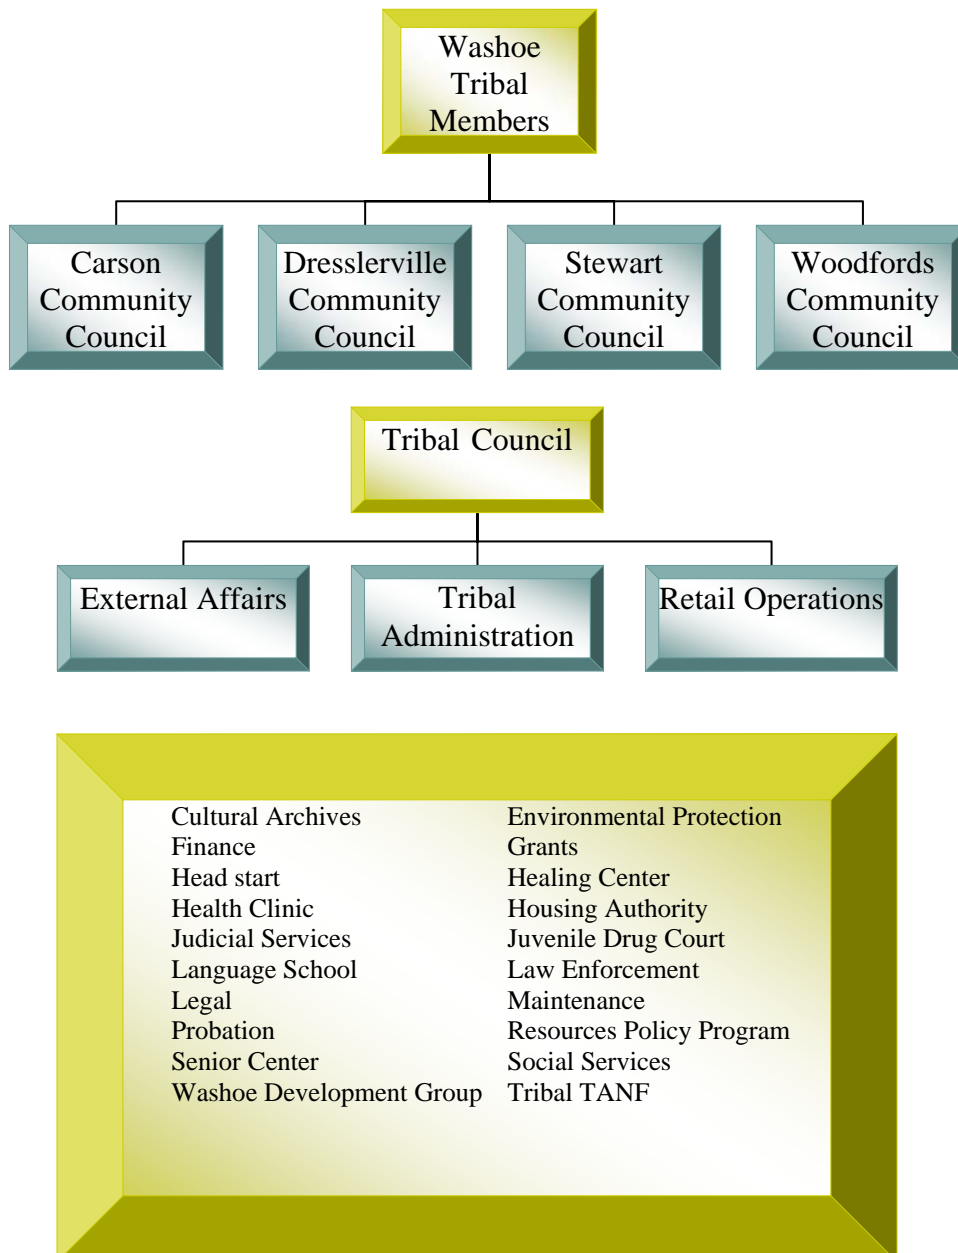 Washoe
Tribal
Members
Carson
Community
Council
Dresslerville
Community
Council
Stewart
Community
Council
Woodfords
Community
Council
Tribal Council
External Affairs
Tribal
Administration
Retail Operations
Cultural Archives
Finance
Head start
Health Clinic
Judicial Services
Language School
Legal
Probation
Senior Center
Washoe Development Group
Environmental Protection
Grants
Healing Center
Housing Authority
Juvenile Drug Court
Law Enforcement
Maintenance
Resources Policy Program
Social Services
Tribal TANF